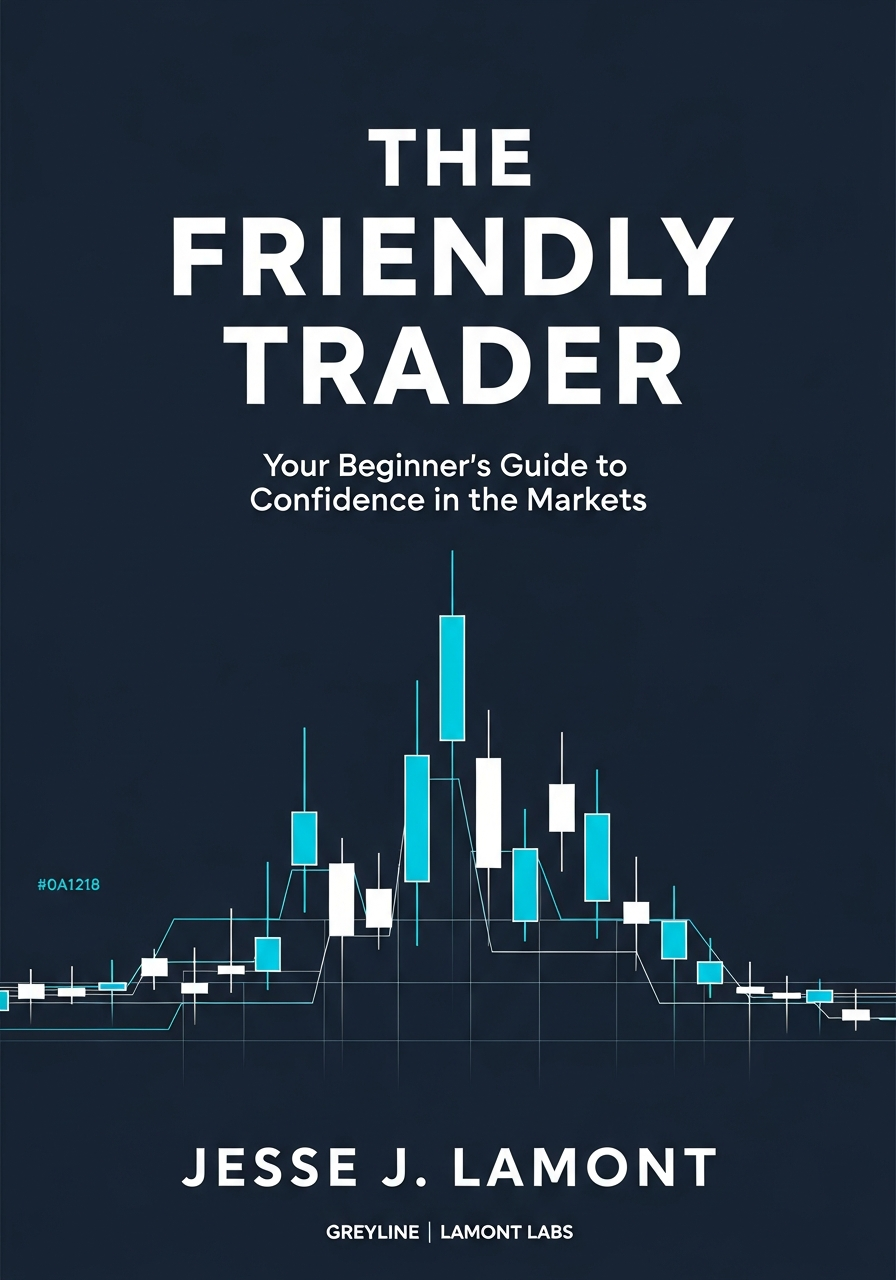 THE
FRIENDLY
TRADER
Your Beginner's Guide to
Confidence in the Markets
#0A1218
JESSE J. LAMONT
GREYLINE | LAMONT LABS